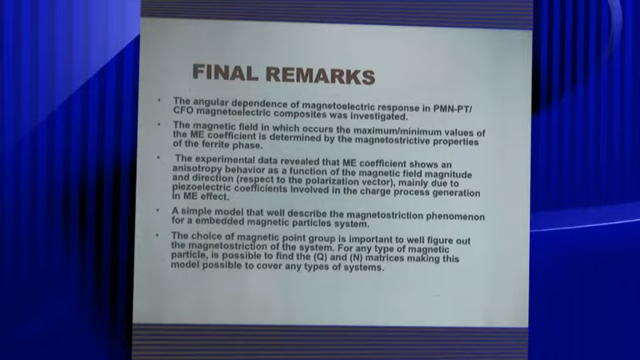 FINAL REMARKS
• The angular dependence of magnetoelectric response in PMN-PT/
CFO magnetoelectric composites was investigated.
• The magnetic field in which occurs the maximum/minimum values of
the ME coefficient is determined by the magnetostrictive properties
of the ferrite phase.
• The experimental data revealed that ME coefficient shows an
anisotropy behavior as a function of the magnetic field magnitude
and direction (respect to the polarization vector), mainly due to
piezoelectric coefficients involved in the charge process generation
in ME effect.
• A simple model that well describe the magnetostriction phenomenon
for a embedded magnetic particles system.
• The choice of magnetic point group is important to well figure out
the magnetostriction of the system. For any type of magnetic
particle, is possible to find the (Q) and (N) matrices making this
model possible to cover any types of systems.